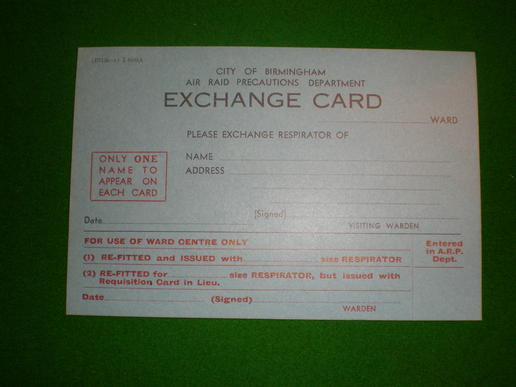 CITY OF BIRMINGHAM
AIR RAID PRECAUTIONS DEPARTMENT
EXCHANGE CARD
WARD
PLEASE EXCHANGE RESPIRATOR OF
ONLY ONE
NAME TO
APPEAR ON
EACH CARD
NAME
ADDRESS
Date (Signed)
VISITING WARDEN
FOR USE OF WARD CENTRE ONLY
(1) RE-FITTED and ISSUED with size RESPIRATOR
(2) RE-FITTED for size RESPIRATOR, but issued with
Requisition Card in Lieu.
Date (Signed)
WARDEN
Entered
in A.R.P.
Dept.